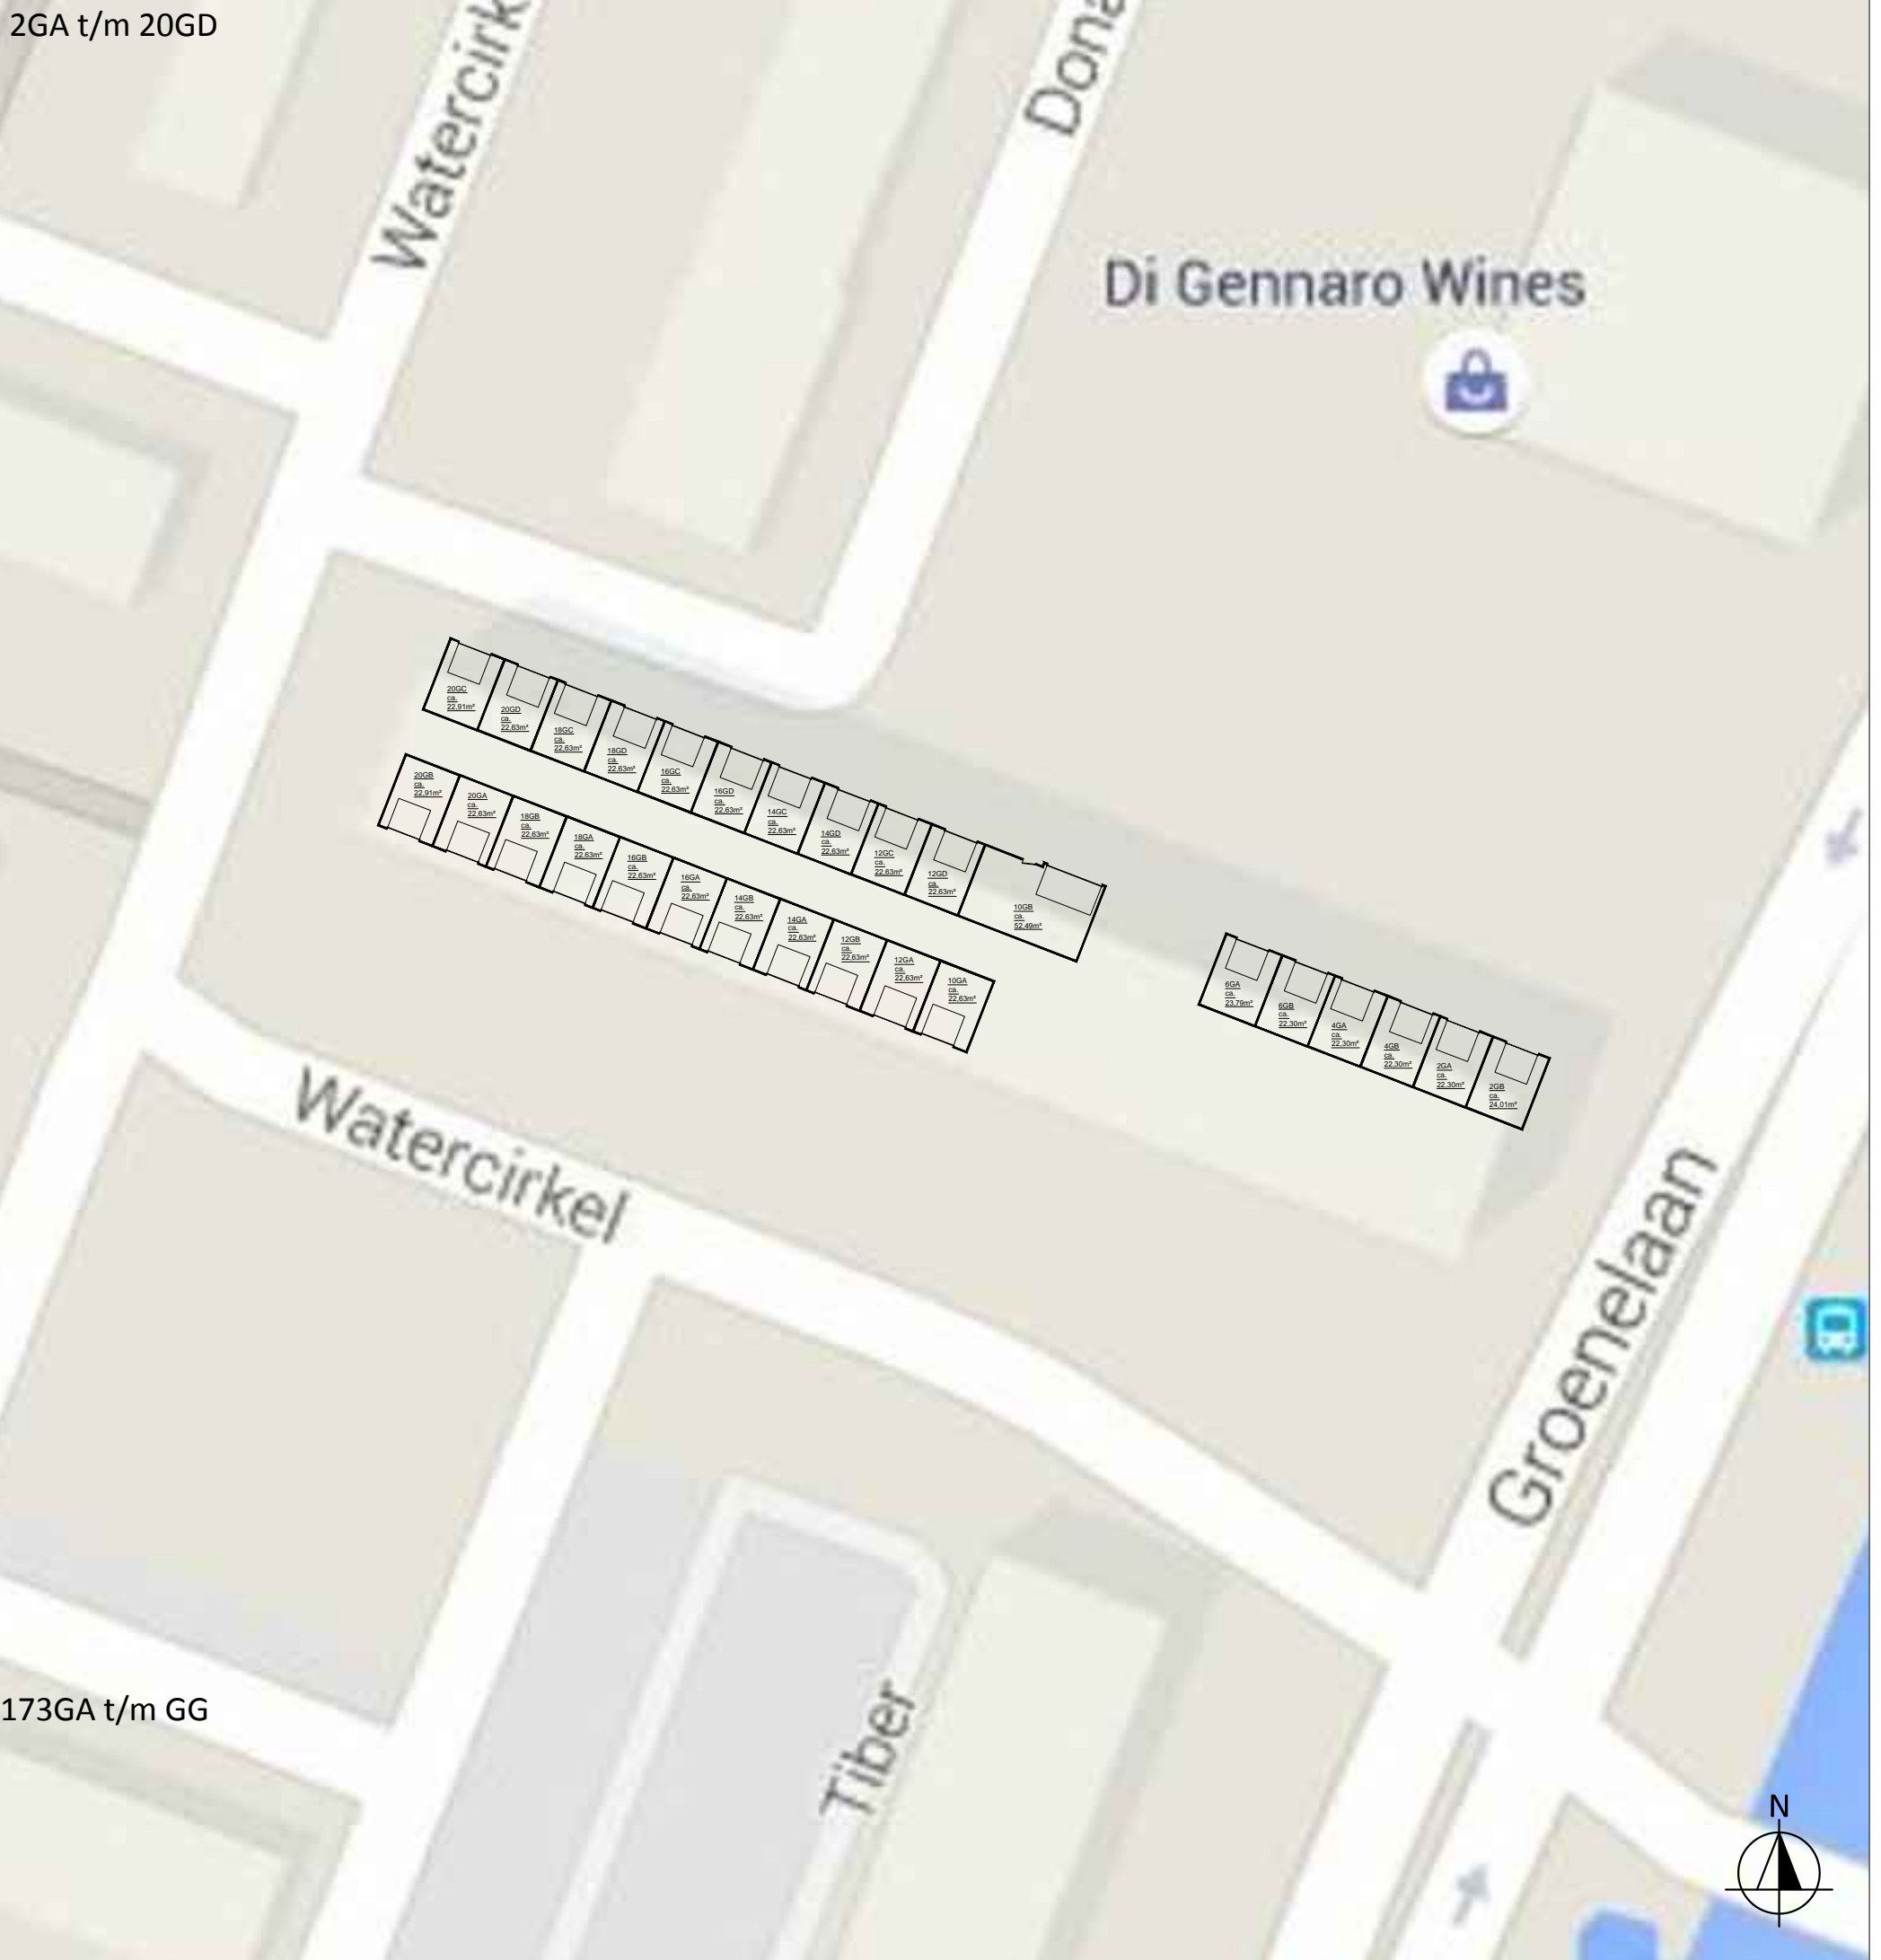 2GA t/m 20GD
Watercirk
Dona
Di Gennaro Wines
20GC
ca.
22,91m²
20GD
ca.
22,63m²
18GC
ca.
22,63m²
18GD
ca.
22,63m²
16GC
ca.
22,63m²
16GD
ca.
22,63m²
14GC
ca.
22,63m²
14GD
ca.
22,63m²
12GC
ca.
22,63m²
12GD
ca.
22,63m²
10GB
ca.
52,49m²
20GB
ca.
22,91m²
20GA
ca.
22,63m²
18GB
ca.
22,63m²
18GA
ca.
22,63m²
16GB
ca.
22,63m²
16GA
ca.
22,63m²
14GB
ca.
22,63m²
14GA
ca.
22,63m²
12GB
ca.
22,63m²
12GA
ca.
22,63m²
10GA
ca.
22,63m²
6GA
ca.
23,79m²
6GB
ca.
22,30m²
4GA
ca.
22,30m²
4GB
ca.
22,30m²
2GA
ca.
22,30m²
2GB
ca.
24,01m²
Watercirkel
Groenelaan
173GA t/m GG
Tiber
N